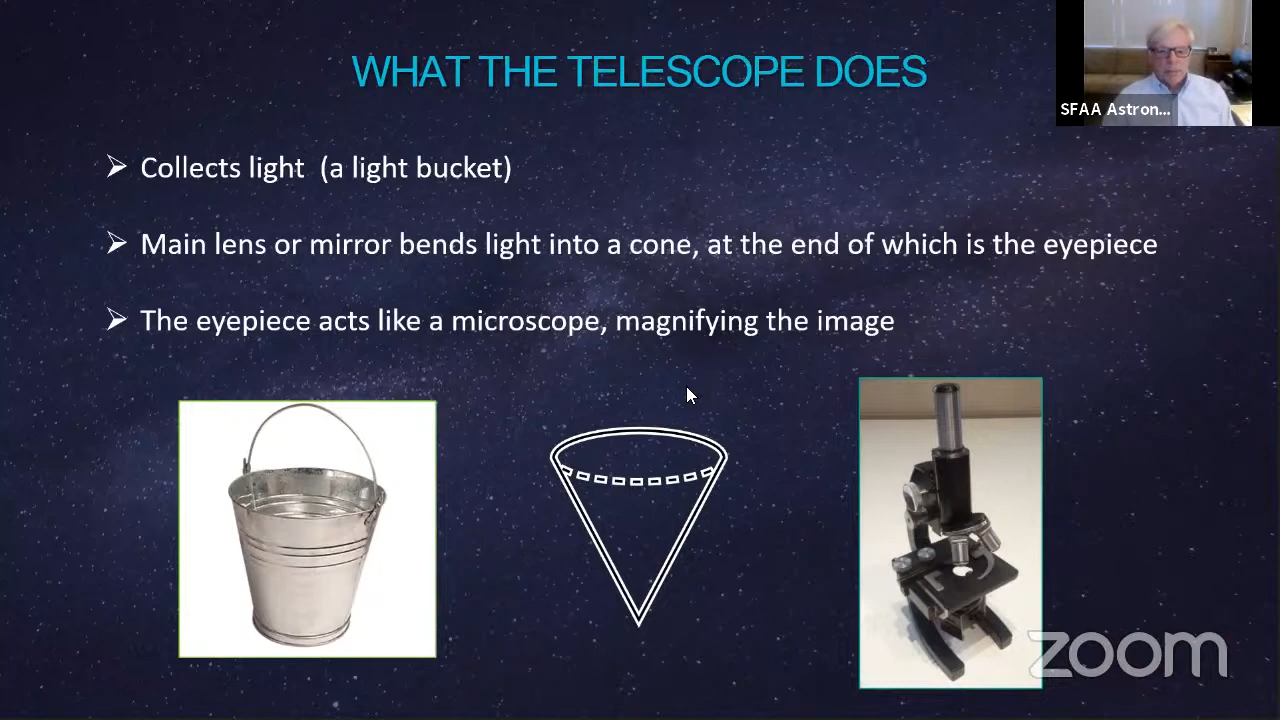 WHAT THE TELESCOPE DOES
SFAA Astron...
Collects light (a light bucket)
Main lens or mirror bends light into a cone, at the end of which is the eyepiece
The eyepiece acts like a microscope, magnifying the image
zoom